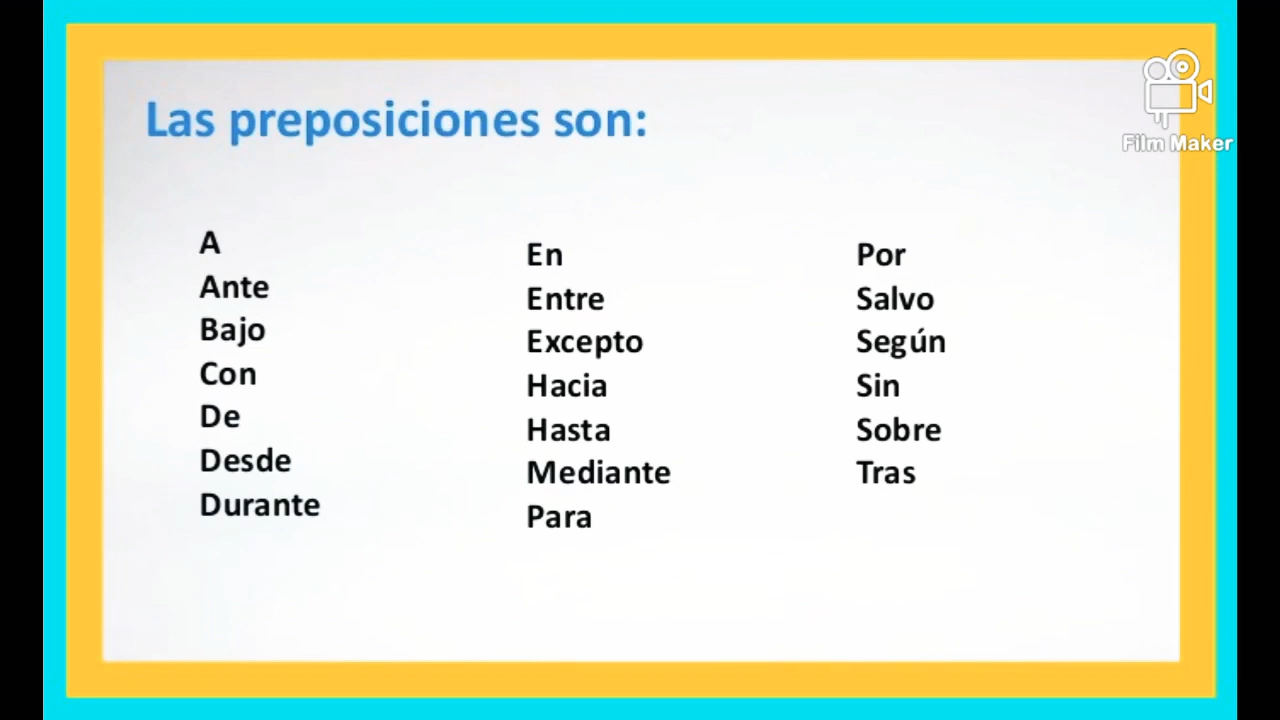 Las preposiciones son:
A
Ante
Bajo
Con
De
Desde
Durante
En
Entre
Excepto
Hacia
Hasta
Mediante
Para
Por
Salvo
Según
Sin
Sobre
Tras
Film Maker